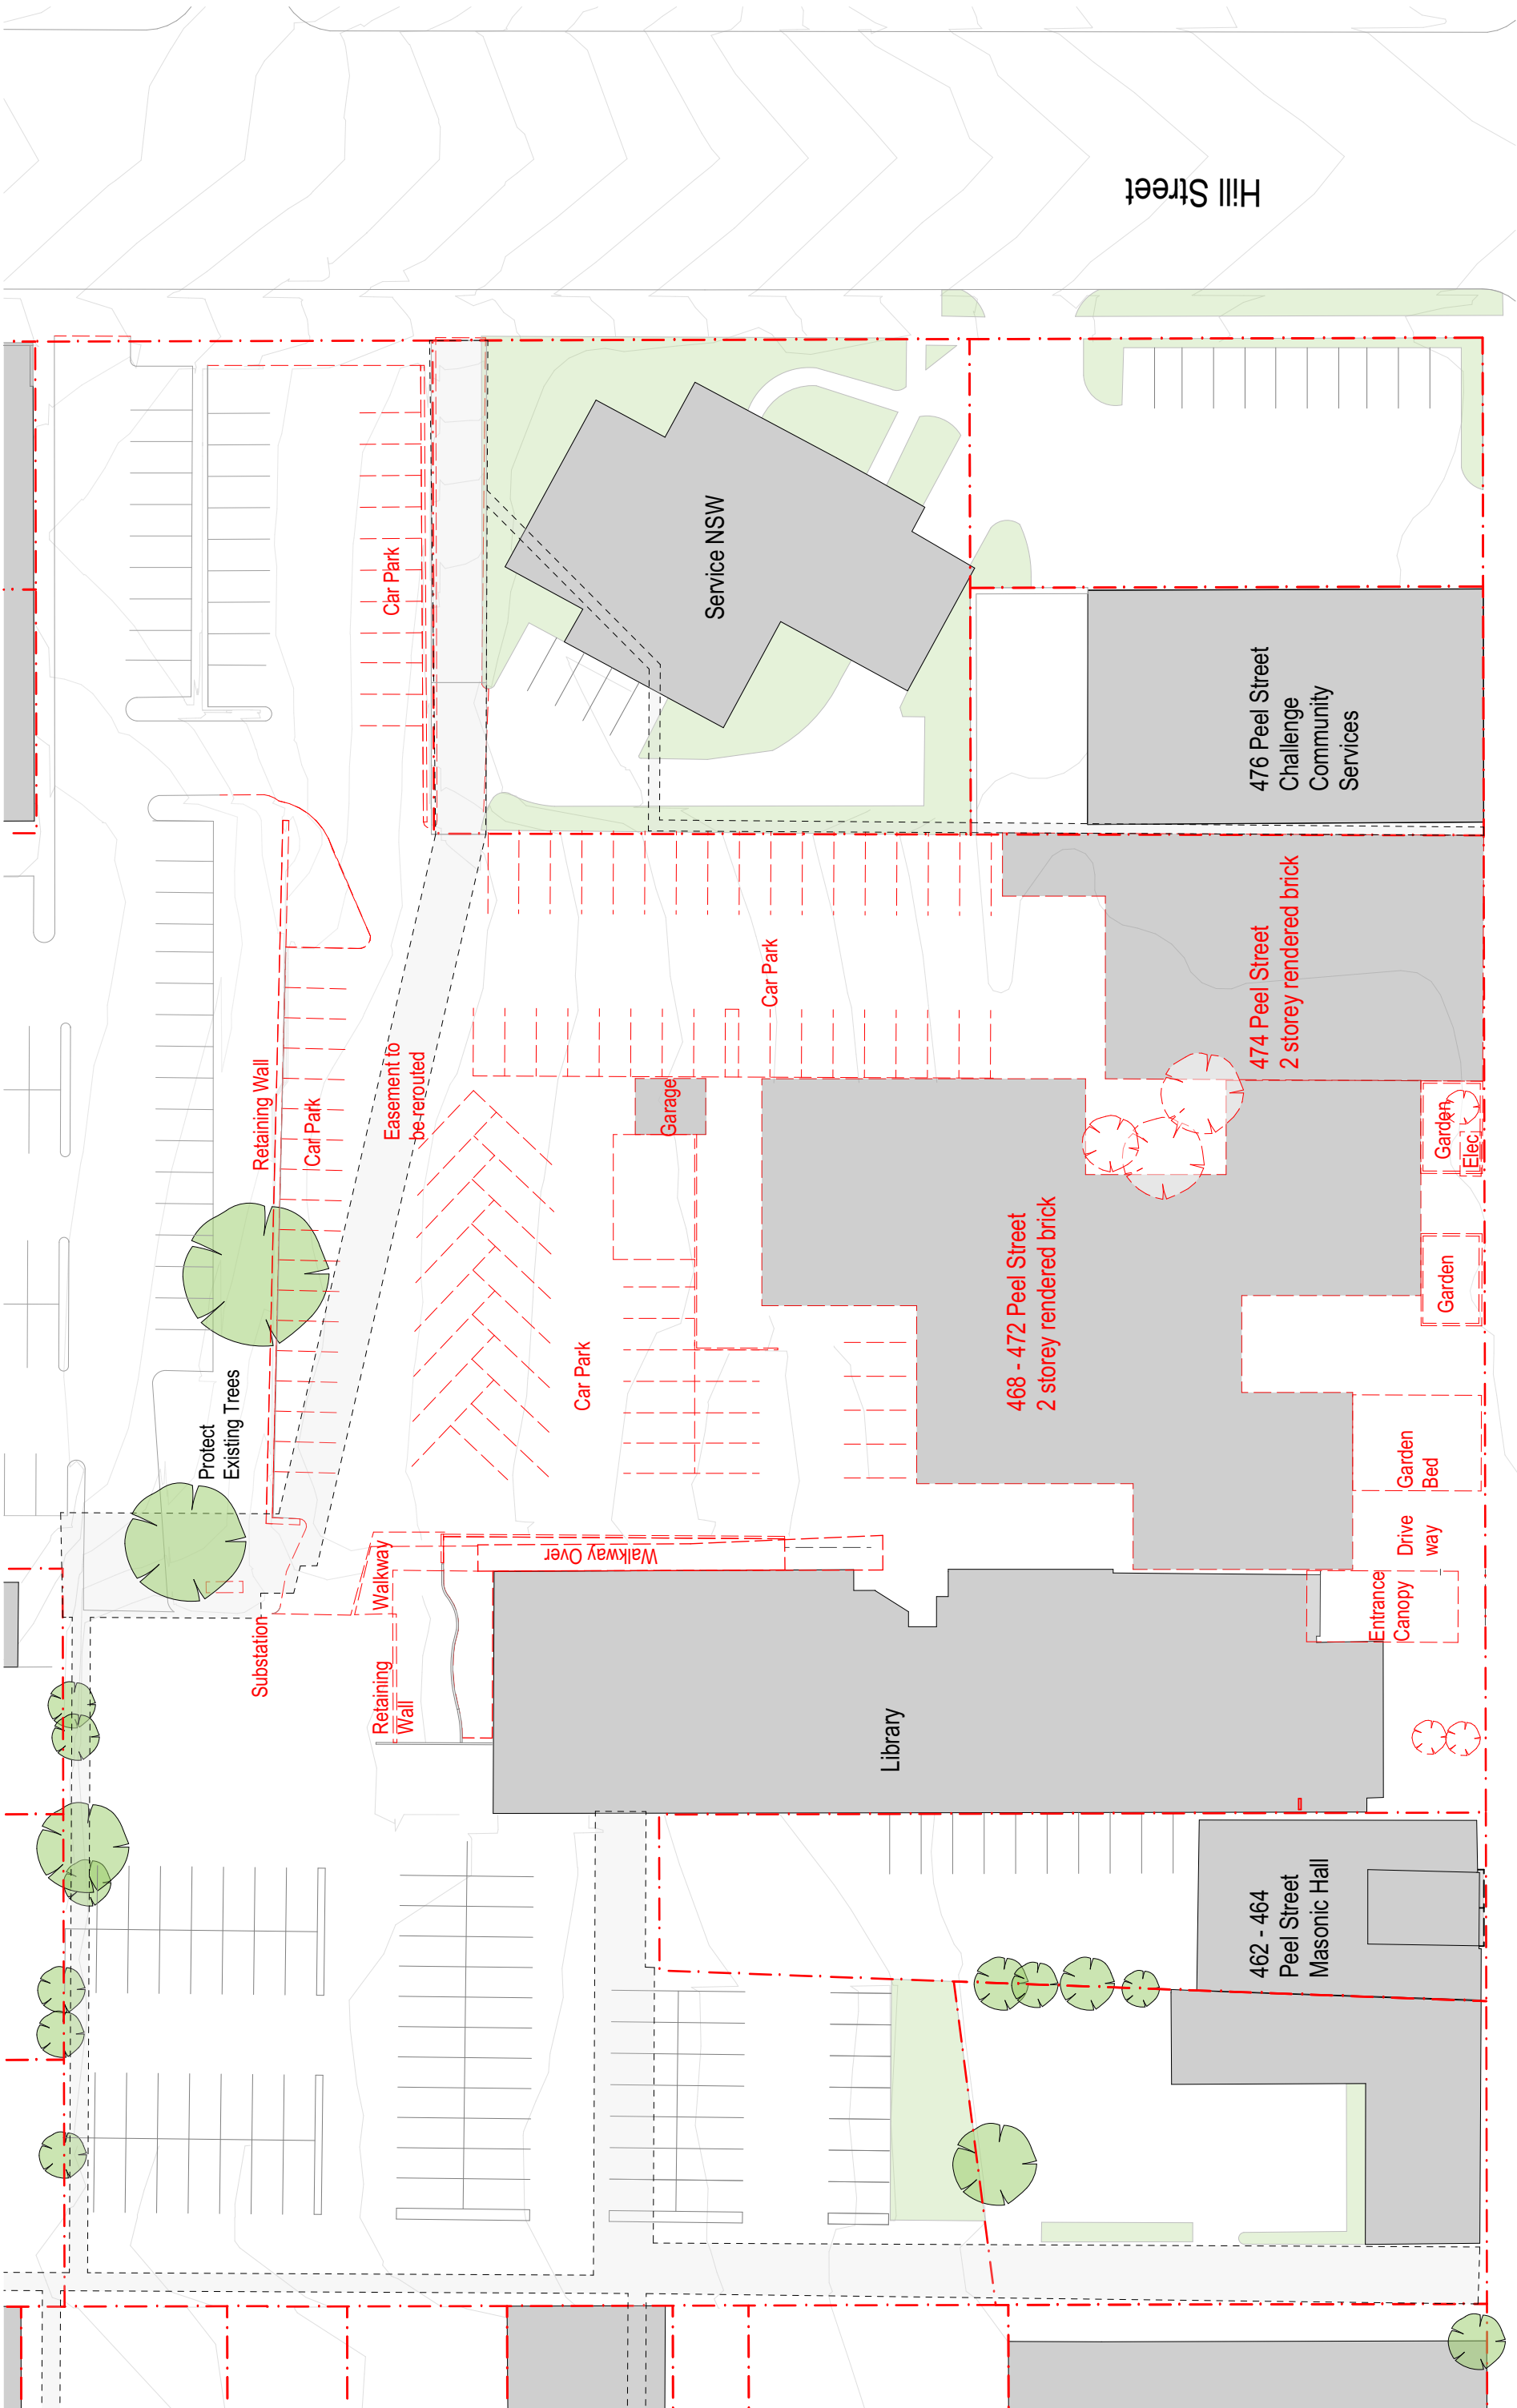 Hill Street
Service NSW
Car Park
476 Peel Street
Challenge
Community
Services
474 Peel Street
2 storey rendered brick
Car Park
Retaining Wall
Car Park
Easement to
be rerouted
Garage
Garden
Elec
468 - 472 Peel Street
2 storey rendered brick
Garden
Car Park
Protect
Existing Trees
Garden
Bed
Drive
way
Walkway Over
Walkway
Entrance
Canopy
Substation
Retaining
Wall
Library
462 - 464
Peel Street
Masonic Hall